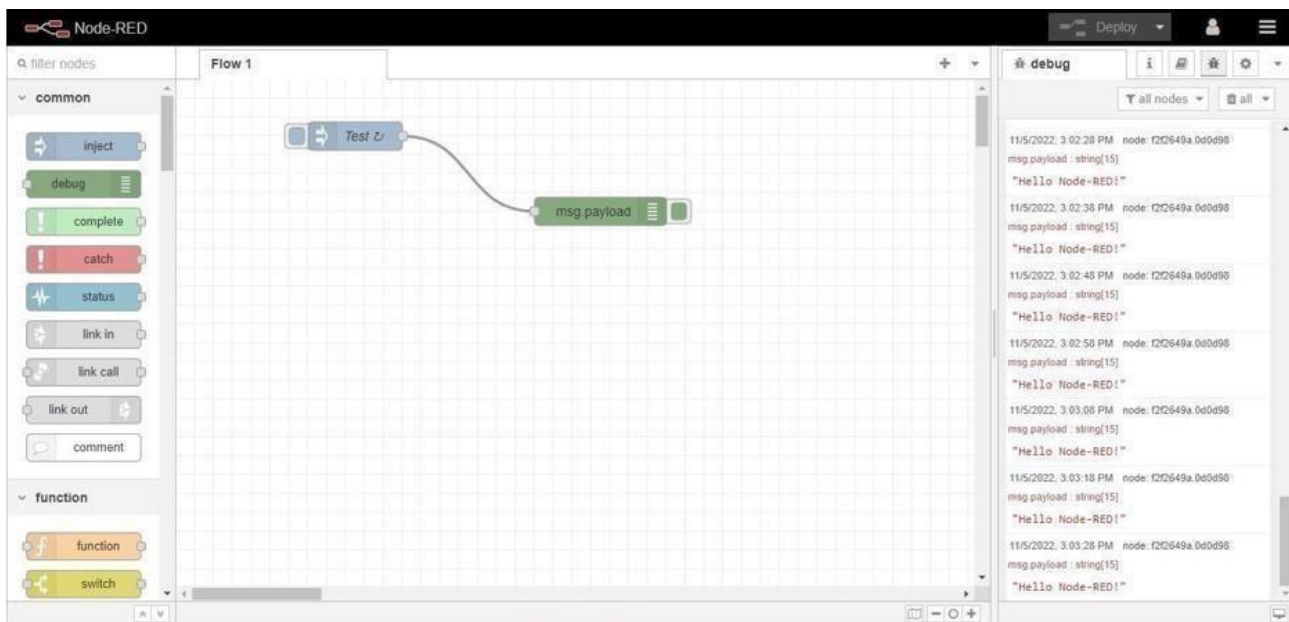 Node-RED
Deploy
filter nodes
Flow 1
debug
i
all nodes
all
common
inject
debug
complete
catch
status
link in
link call
link out
comment
function
function
switch
Test
msg.payload
11/5/2022, 3:02:28 PM node: f2f2649a.0d0d98
msg.payload : string[15]
"Hello Node-RED!"
11/5/2022, 3:02:38 PM node: f2f2649a.0d0d98
msg.payload : string[15]
"Hello Node-RED!"
11/5/2022, 3:02:48 PM node: f2f2649a.0d0d98
msg.payload : string[15]
"Hello Node-RED!"
11/5/2022, 3:02:58 PM node: f2f2649a.0d0d98
msg.payload : string[15]
"Hello Node-RED!"
11/5/2022, 3:03:08 PM node: f2f2649a.0d0d98
msg.payload : string[15]
"Hello Node-RED!"
11/5/2022, 3:03:18 PM node: f2f2649a.0d0d98
msg.payload : string[15]
"Hello Node-RED!"
11/5/2022, 3:03:28 PM node: f2f2649a.0d0d98
msg.payload : string[15]
"Hello Node-RED!"